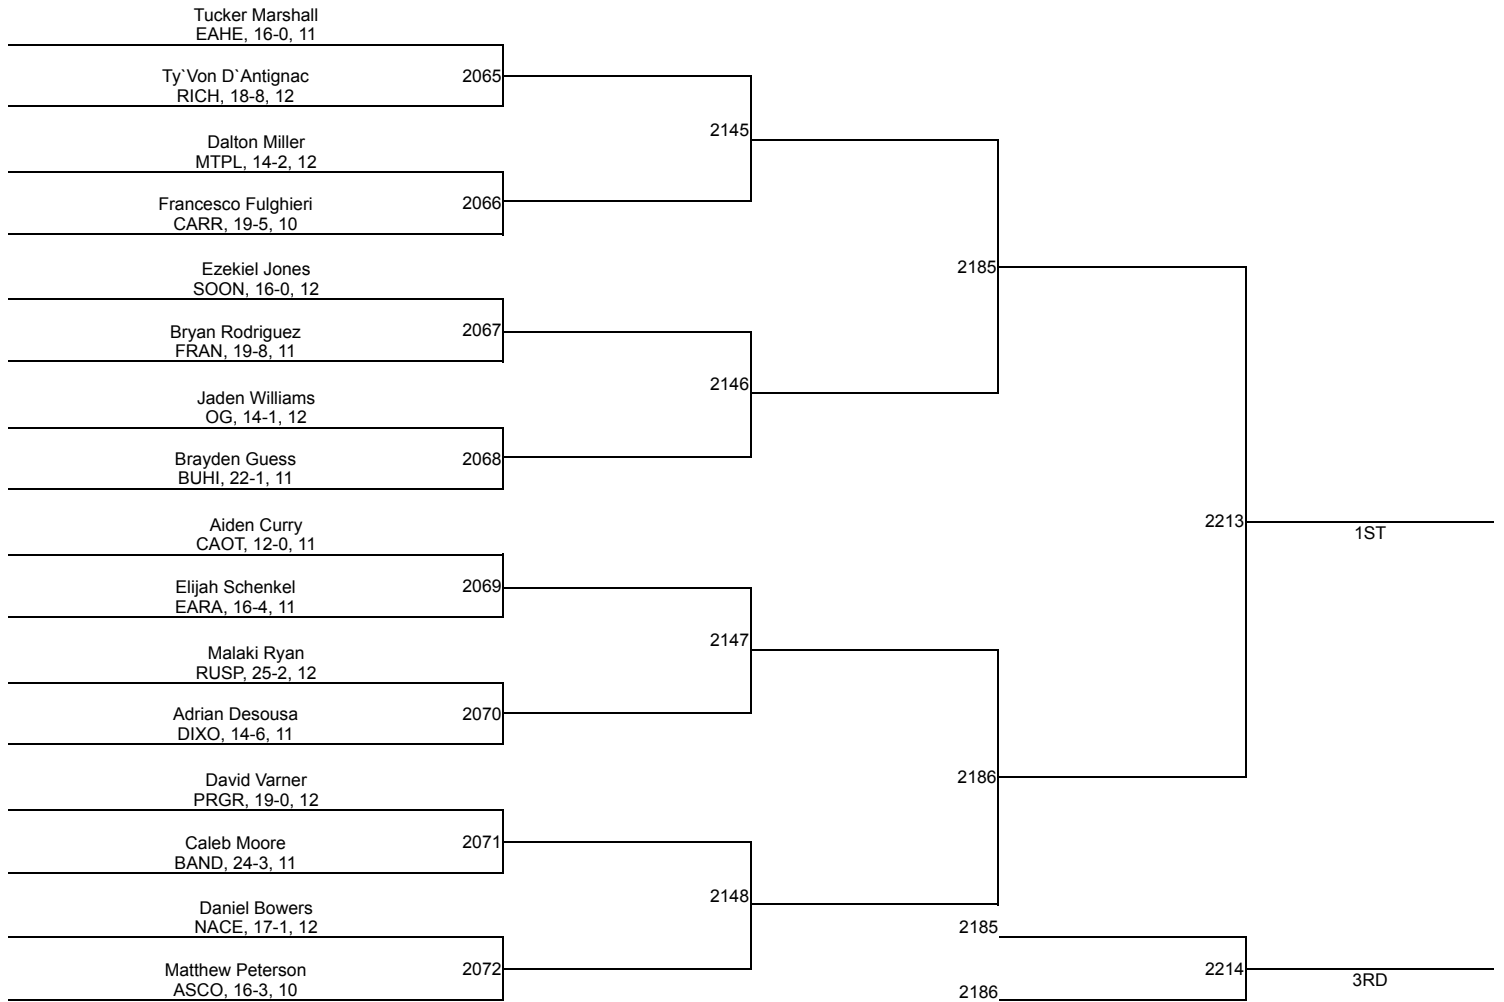 Tucker Marshall
EAHE, 16-0, 11
Ty`Von D`Antignac
RICH, 18-8, 12
2065
2145
Dalton Miller
MTPL, 14-2, 12
Francesco Fulghieri
CARR, 19-5, 10
2066
2185
Ezekiel Jones
SOON, 16-0, 12
Bryan Rodriguez
FRAN, 19-8, 11
2067
2146
Jaden Williams
OG, 14-1, 12
Brayden Guess
BUHI, 22-1, 11
2068
2213
1ST
Aiden Curry
CAOT, 12-0, 11
Elijah Schenkel
EARA, 16-4, 11
2069
2147
Malaki Ryan
RUSP, 25-2, 12
Adrian Desousa
DIXO, 14-6, 11
2070
2186
David Varner
PRGR, 19-0, 12
Caleb Moore
BAND, 24-3, 11
2071
2148
Daniel Bowers
NACE, 17-1, 12
Matthew Peterson
ASCO, 16-3, 10
2072
2185
2214
3RD
2186